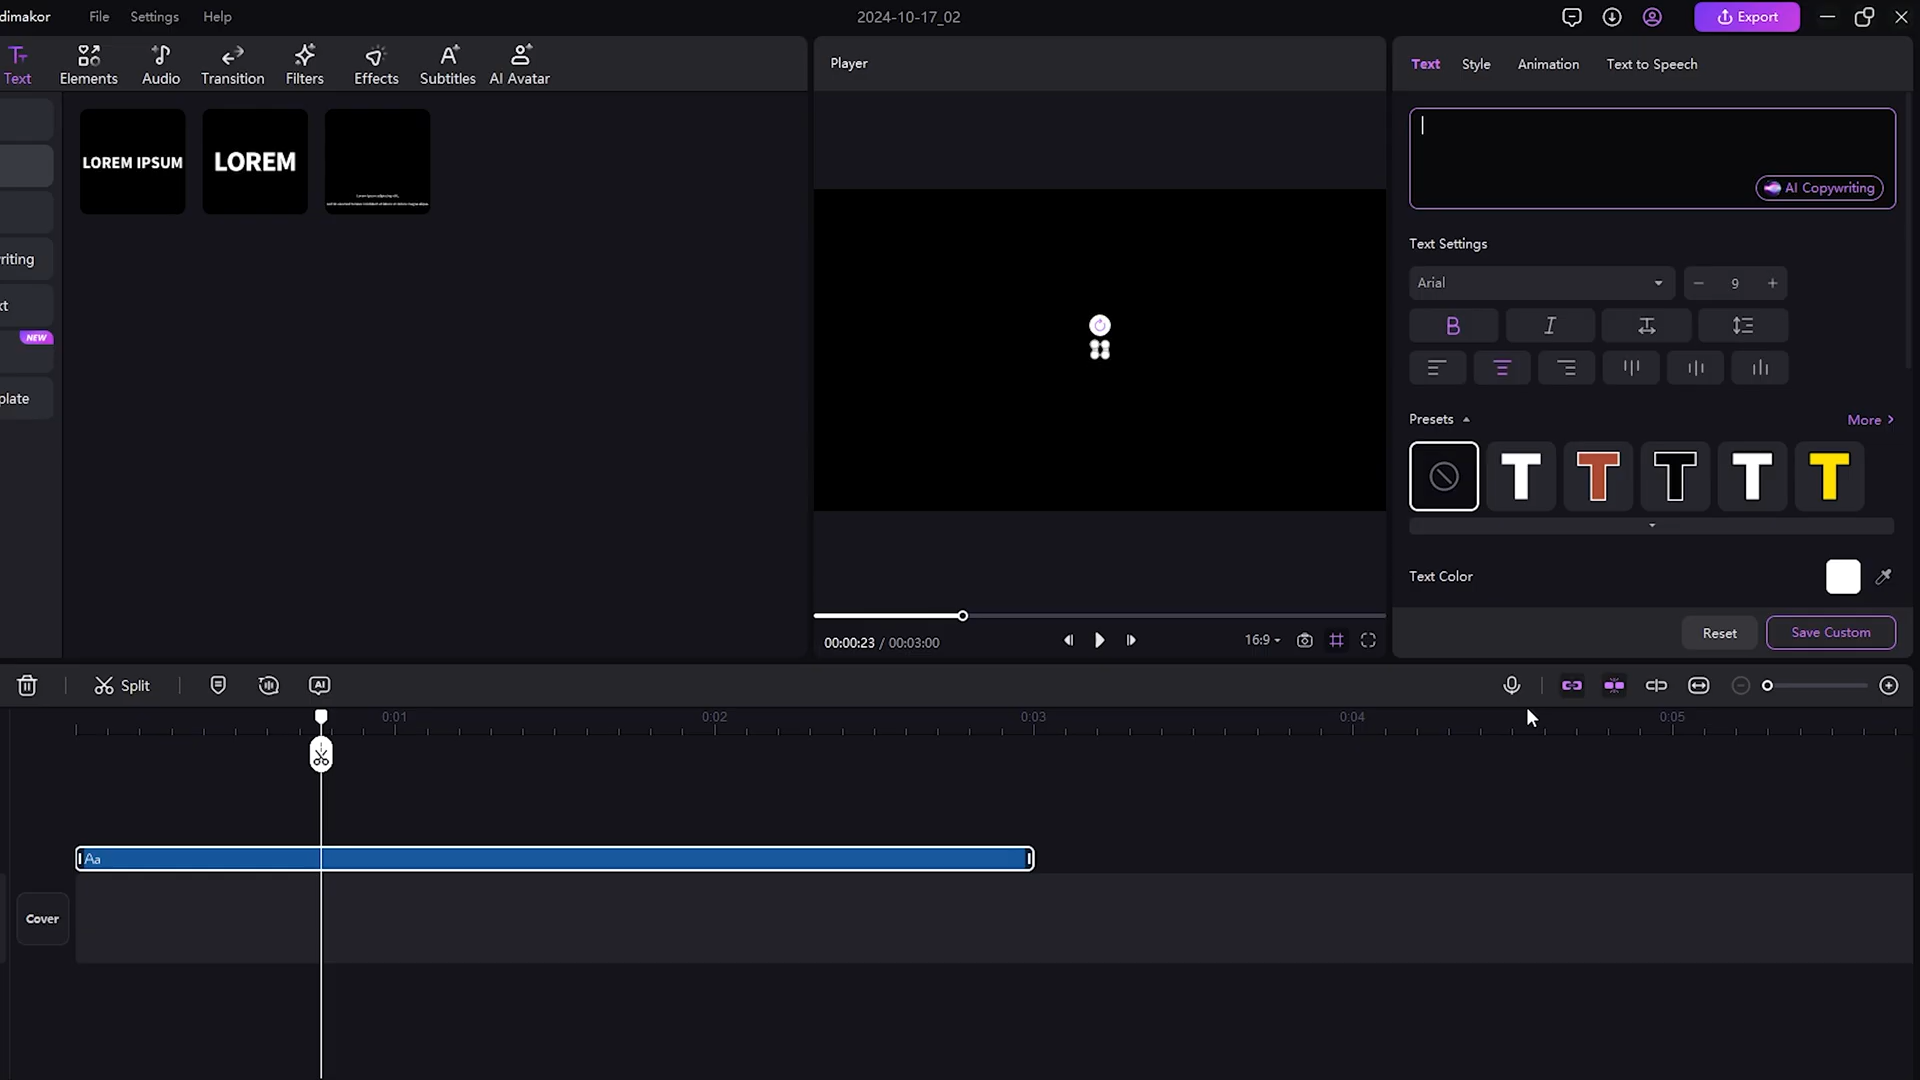 dimakor
File
Settings
Help
2024-10-17_02
Export
Text
Elements
Audio
Transition
Filters
Effects
Subtitles
AI Avatar
Player
Text
Style
Animation
Text to Speech
LOREM IPSUM
LOREM
AI Copywriting
Text Settings
riting
Arial
9
xt
NEW
plate
B
I
Presets
More
T T T T T
Text Color
Reset
Save Custom
00:00:23 / 00:03:00
16:9
Split
AI
0:01
0:02
0:03
0:04
0:05
Aa
Cover